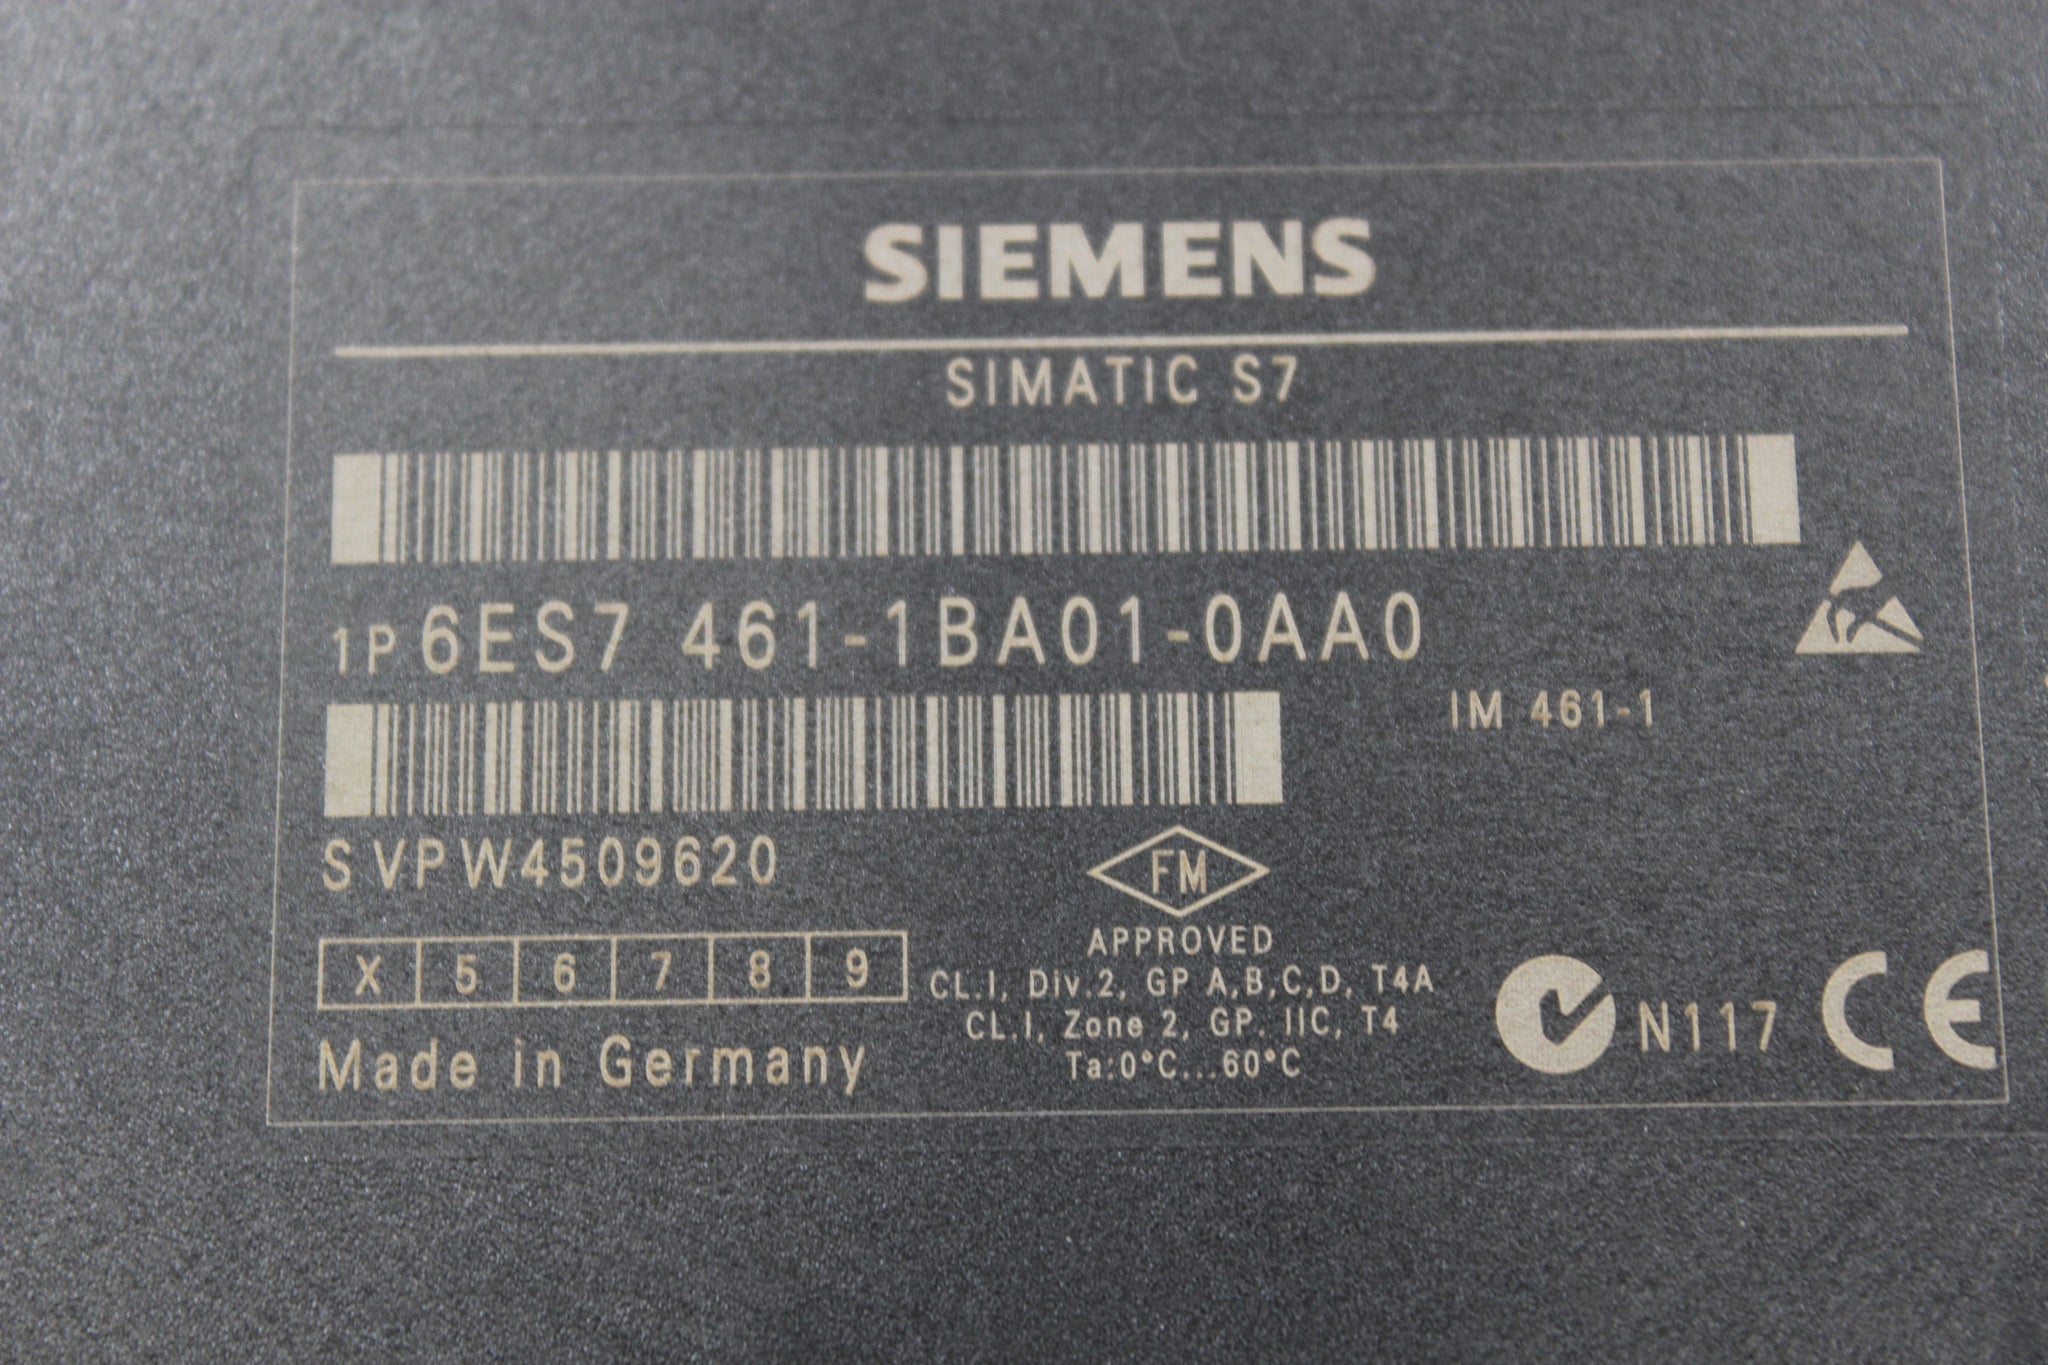 SIEMENS
SIMATIC S7
1P 6ES7 461-1BA01-0AA0
IM 461-1
S VPW4509620
FM
APPROVED
CL.I, Div.2, GP A,B,C,D, T4A
CL.I, Zone 2, GP. IIC, T4
Ta:0°C...60°C
X 5 6 7 8 9
Made in Germany
N117
CE